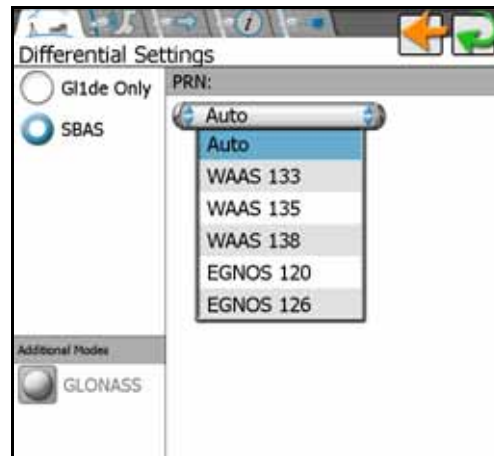 Differential Settings
Gl1de Only
SBAS
PRN:
Auto
Auto
WAAS 133
WAAS 135
WAAS 138
EGNOS 120
EGNOS 126
Additional Modes
GLONASS